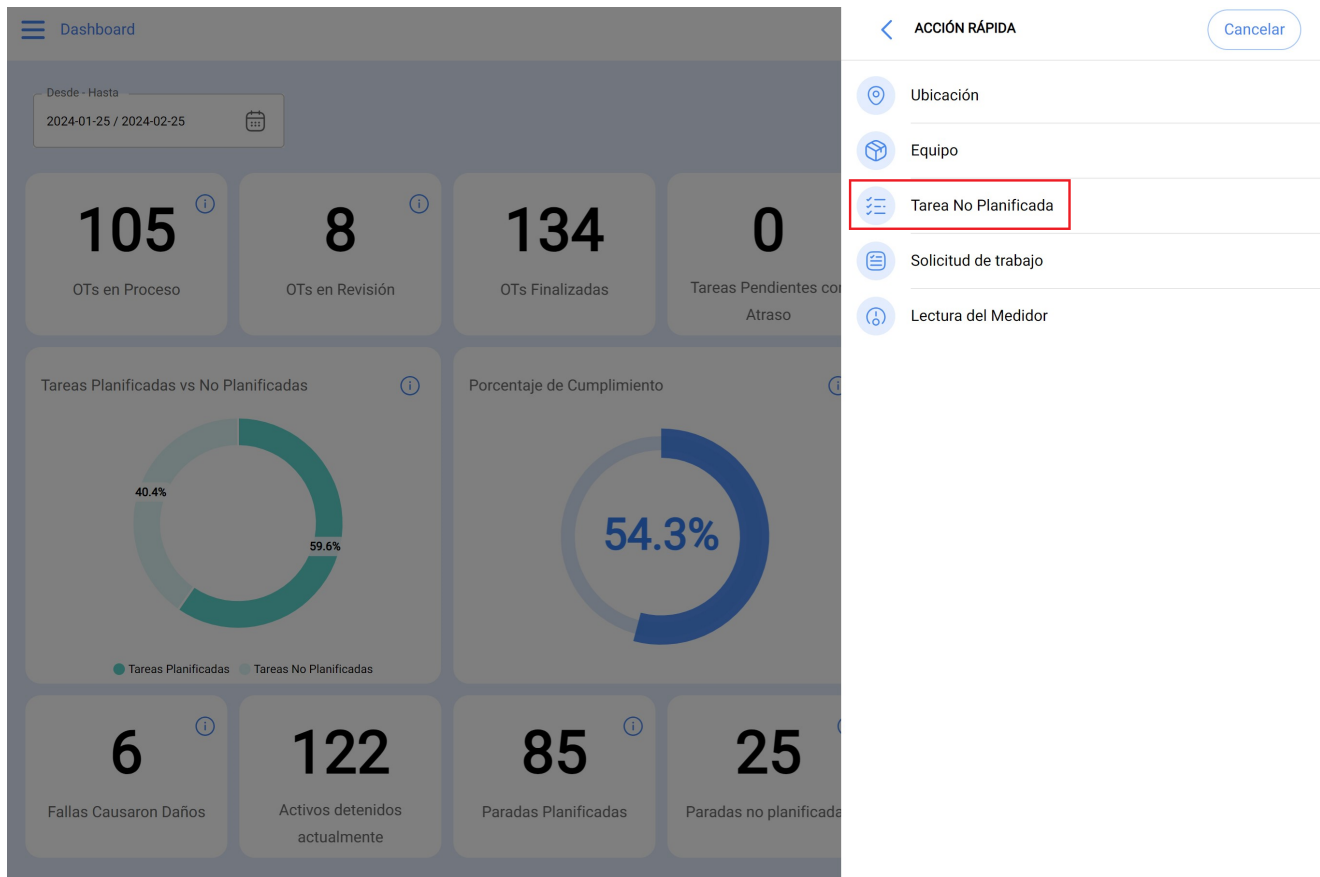 Dashboard
ACCIÓN RÁPIDA
Cancelar
Desde - Hasta
2024-01-25 / 2024-02-25
Ubicación
Equipo
Tarea No Planificada
Solicitud de trabajo
Lectura del Medidor
105
OTs en Proceso
8
OTs en Revisión
134
OTs Finalizadas
0
Tareas Pendientes con
Atraso
Tareas Planificadas vs No Planificadas
40.4%
59.6%
Tareas Planificadas
Tareas No Planificadas
Porcentaje de Cumplimiento
54.3%
6
Fallas Causaron Daños
122
Activos detenidos
actualmente
85
Paradas Planificadas
25
Paradas no planificada